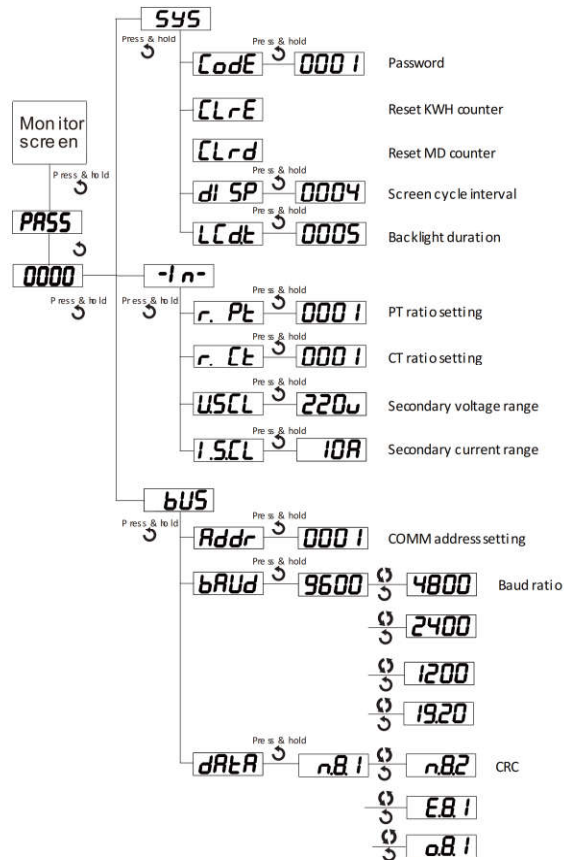 SYS
Press & hold
Press & hold
CodE 0001 Password
CLrE Reset KWH counter
Monitor
screen
CLrd Reset MD counter
Press & hold
Press & hold
dISP 0004 Screen cycle interval
PASS
Press & hold
LCd.t 0005 Backlight duration
0000
-In-
Press & hold
Press & hold
Press & hold
r. Pt 0001 PT ratio setting
Press & hold
r. Ct 0001 CT ratio setting
Press & hold
U.SCL 220u Secondary voltage range
Press & hold
I.S.CL 10A Secondary current range
bUS
Press & hold
Press & hold
Addr 0001 COMM address setting
Press & hold
bAUd 9600 4800 Baud ratio
2400
1200
19.20
Press & hold
dAtA n.8.1 n.8.2 CRC
E.8.1
o.8.1